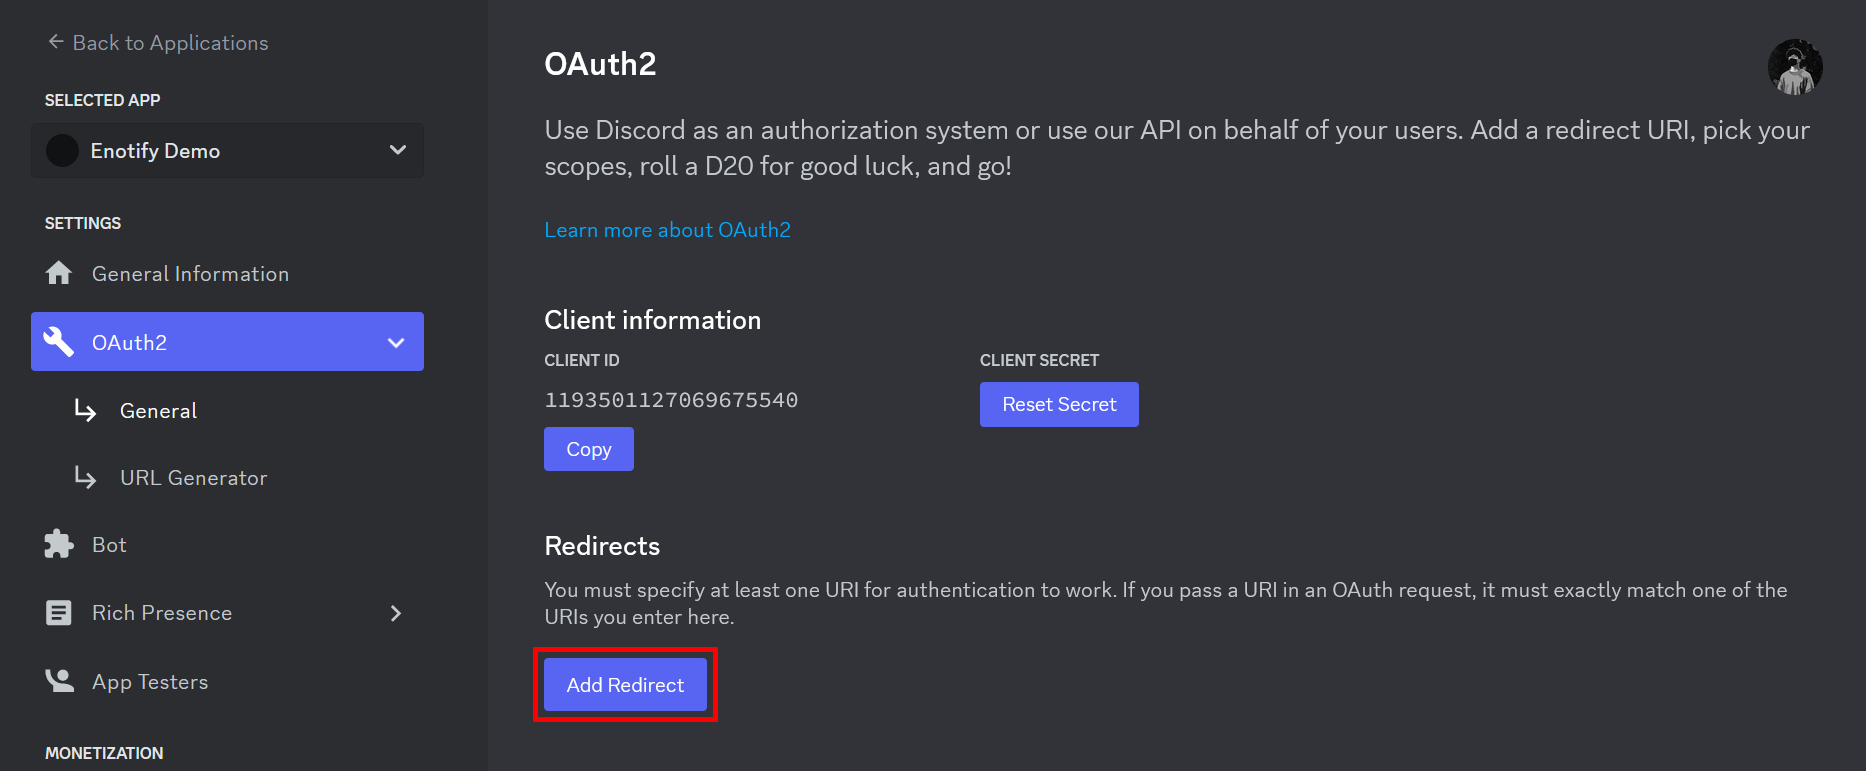 Back to Applications
SELECTED APP
Enotify Demo
SETTINGS
General Information
OAuth2
General
URL Generator
Bot
Rich Presence
App Testers
MONETIZATION
OAuth2
Use Discord as an authorization system or use our API on behalf of your users. Add a redirect URI, pick your
scopes, roll a D20 for good luck, and go!
Learn more about OAuth2
Client information
CLIENT ID
1193501127069675540
Copy
CLIENT SECRET
Reset Secret
Redirects
You must specify at least one URI for authentication to work. If you pass a URI in an OAuth request, it must exactly match one of the
URIs you enter here.
Add Redirect